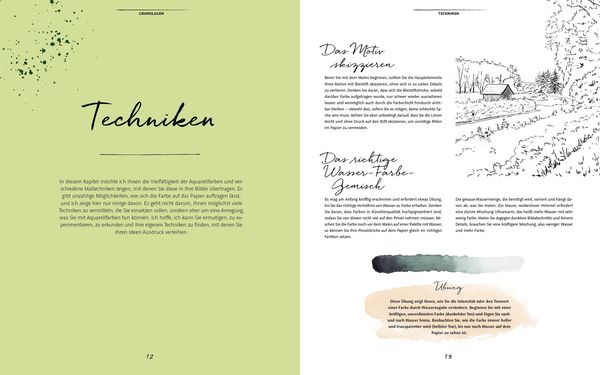 GRUNDLAGEN
Techniken
In diesem Kapitel möchte ich Ihnen die Vielfältigkeit der Aquarellfarben und ver-
schiedene Maltechniken zeigen, mit denen Sie diese in Ihre Bilder übertragen. Es
gibt unzählige Möglichkeiten, wie sich die Farbe auf das Papier auftragen lässt,
und ich zeige hier nur einige davon. Es geht nicht darum, Ihnen möglichst viele
Techniken zu vermitteln, die Sie einsetzen sollen, sondern eher um eine Anregung,
was Sie mit Aquarellfarben tun können. Ich hoffe, ich kann Sie ermutigen, zu ex-
perimentieren, zu erkunden und Ihre eigenen Techniken zu finden, mit denen Sie
Ihren Ideen Ausdruck verleihen.
12
TECHNIKEN
Das Motiv
skizzieren
Bevor Sie mit dem Malen beginnen, sollten Sie die Hauptelemente
Ihres Motivs mit Bleistift skizzieren, ohne sich in zu vielen Details
zu verlieren. Denken Sie daran, dass sich die Bleistiftstriche, sobald
darüber Farbe aufgetragen wurde, nur schwer wieder ausradieren
lassen und womöglich auch durch die Farbschicht hindurch sicht-
bar bleiben – obwohl dies, sofern Sie es mögen, keine schlechte Sa-
che sein muss. Achten Sie aber unbedingt darauf, dass Sie die Linien
leicht und ohne Druck auf den Stift skizzieren, um unnötige Rillen
im Papier zu vermeiden.
Das richtige
Wasser-Farbe-
Gemisch
Es mag am Anfang knifflig erscheinen und erfordert etwas Übung,
bis Sie das richtige Verhältnis von Wasser zu Farbe erhalten. Denken
Sie daran, dass Farben in Künstlerqualität hochpigmentiert sind,
sodass Sie von diesen nicht viel auf den Pinsel nehmen müssen. Mi-
schen Sie die Farbe noch vor dem Malen auf einer Palette mit Wasser,
so können Sie Ihre Pinselstriche auf dem Papier gleich im richtigen
Farbton setzen.
Die genaue Wassermenge, die benötigt wird, variiert und hängt da-
von ab, was Sie malen. Ein blauer, wolkenloser Himmel erfordert
eine dünne Mischung Ultramarin, das heißt mehr Wasser mit sehr
wenig Farbe. Malen Sie dagegen dunklere Bildabschnitte und feinere
Details, brauchen Sie eine kräftigere Mischung, also weniger Wasser
und mehr Farbe.
Übung
Diese Übung zeigt Ihnen, wie Sie die Intensität oder den Tonwert
einer Farbe durch Wasserzugabe verändern. Beginnen Sie mit einer
kräftigen, unverdünnten Farbe (dunkelster Ton) und fügen Sie nach
und nach Wasser hinzu. Beobachten Sie, wie die Farbe immer heller
und transparenter wird (hellster Ton), bis nur noch Wasser auf dem
Papier zu sehen ist.
13